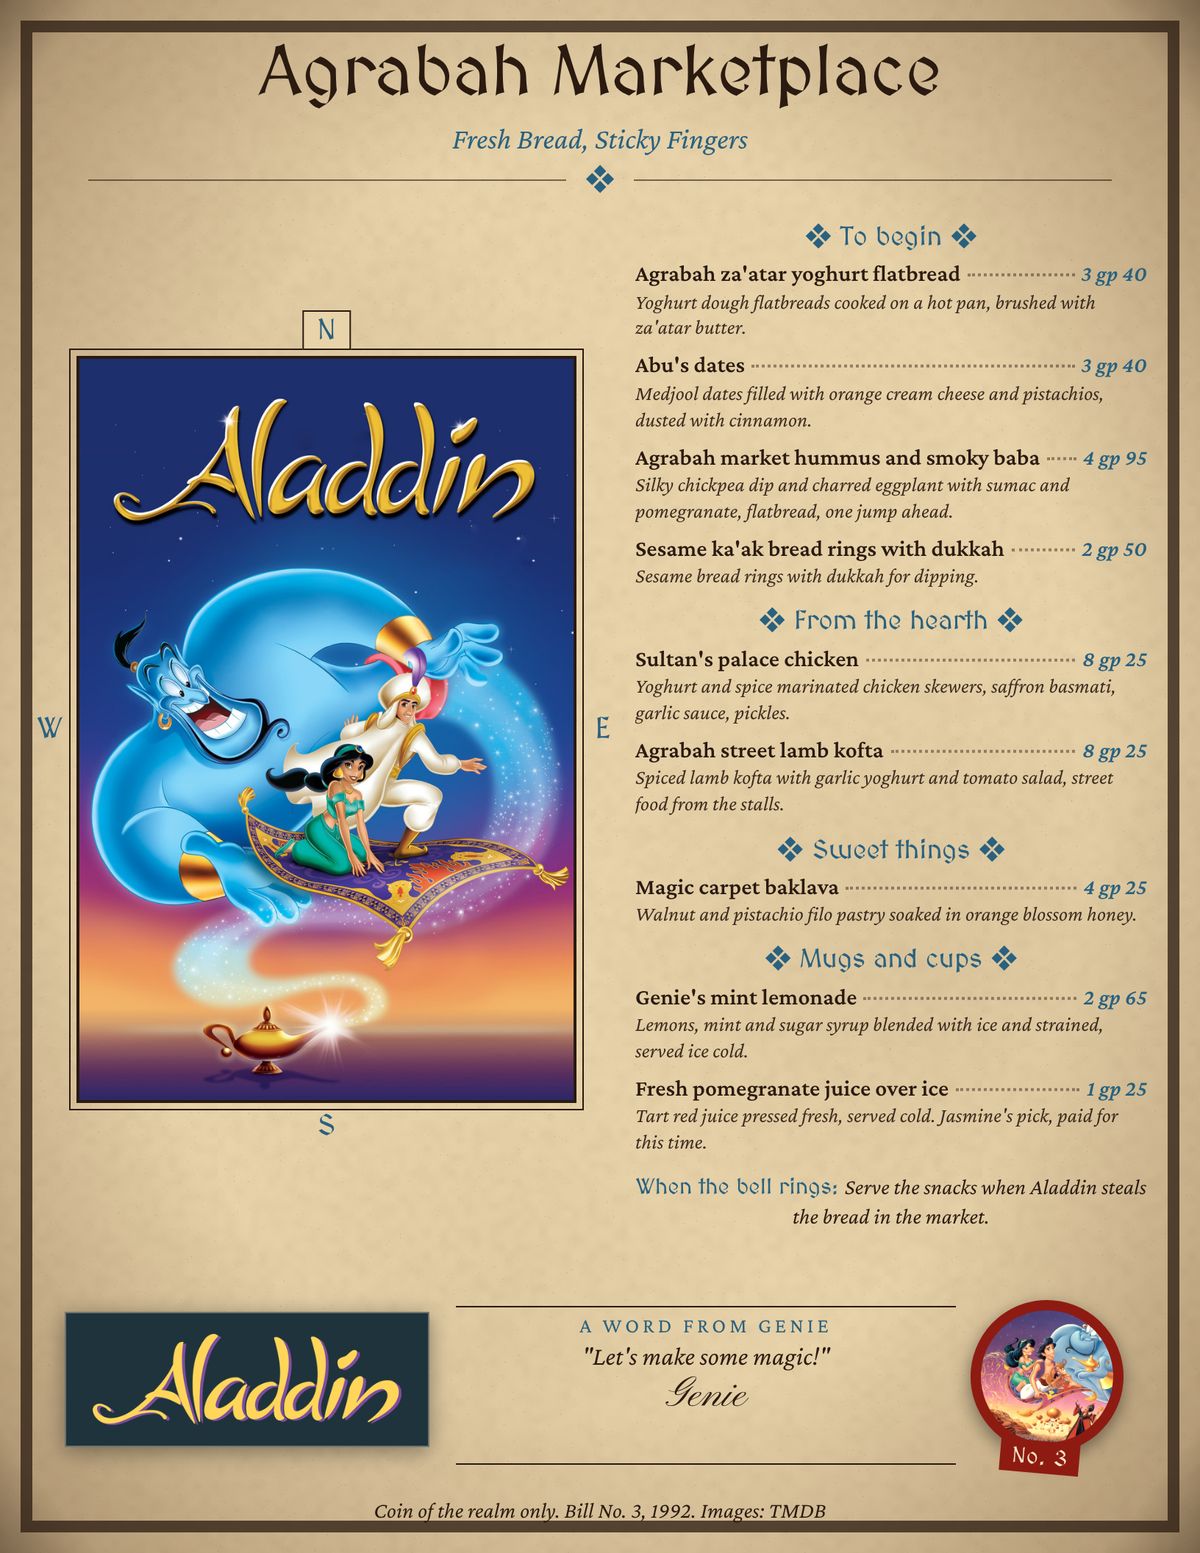 Agrabah Marketplace
Fresh Bread, Sticky Fingers
N
Aladdin
W
E
S
To begin
Agrabah za'atar yoghurt flatbread 3 gp 40
Yoghurt dough flatbreads cooked on a hot pan, brushed with
za'atar butter.
Abu's dates 3 gp 40
Medjool dates filled with orange cream cheese and pistachios,
dusted with cinnamon.
Agrabah market hummus and smoky baba 4 gp 95
Silky chickpea dip and charred eggplant with sumac and
pomegranate, flatbread, one jump ahead.
Sesame ka'ak bread rings with dukkah 2 gp 50
Sesame bread rings with dukkah for dipping.
From the hearth
Sultan's palace chicken 8 gp 25
Yoghurt and spice marinated chicken skewers, saffron basmati,
garlic sauce, pickles.
Agrabah street lamb kofta 8 gp 25
Spiced lamb kofta with garlic yoghurt and tomato salad, street
food from the stalls.
Sweet things
Magic carpet baklava 4 gp 25
Walnut and pistachio filo pastry soaked in orange blossom honey.
Mugs and cups
Genie's mint lemonade 2 gp 65
Lemons, mint and sugar syrup blended with ice and strained,
served ice cold.
Fresh pomegranate juice over ice 1 gp 25
Tart red juice pressed fresh, served cold. Jasmine's pick, paid for
this time.
When the bell rings: Serve the snacks when Aladdin steals
the bread in the market.
Aladdin
A WORD FROM GENIE
"Let's make some magic!"
Genie
No. 3
Coin of the realm only. Bill No. 3, 1992. Images: TMDB